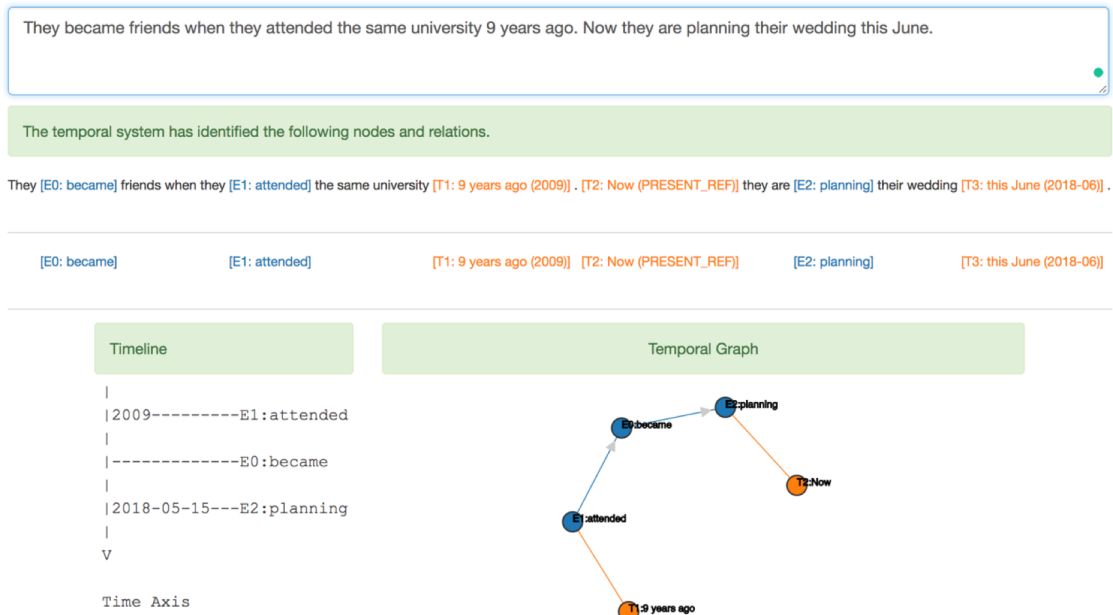 They became friends when they attended the same university 9 years ago. Now they are planning their wedding this June.
The temporal system has identified the following nodes and relations.
They [E0: became] friends when they [E1: attended] the same university [T1: 9 years ago (2009)] . [T2: Now (PRESENT_REF)] they are [E2: planning] their wedding [T3: this June (2018-06)] .
[E0: became] [E1: attended] [T1: 9 years ago (2009)] [T2: Now (PRESENT_REF)] [E2: planning] [T3: this June (2018-06)]
Timeline
|
|2009---------E1:attended
|
|-------------E0:became
|
|2018-05-15---E2:planning
|
V
Time Axis
Temporal Graph
E2:planning
E0:became
T2:Now
E1:attended
T1:9 years ago